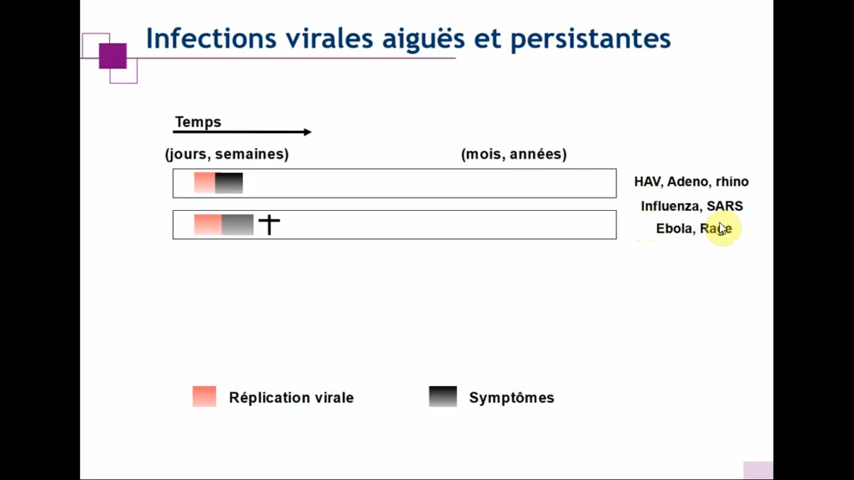 Infections virales aiguës et persistantes
Temps
(jours, semaines)
(mois, années)
HAV, Adeno, rhino
Influenza, SARS
Ebola, Rage
Réplication virale
Symptômes